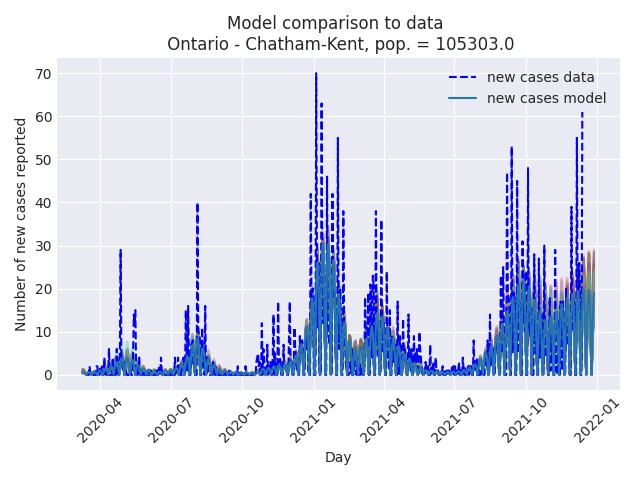 Model comparison to data
Ontario - Chatham-Kent, pop. = 105303.0
new cases data
new cases model
Number of new cases reported
70
60
50
40
30
20
10
0
2020-04
2020-07
2020-10
2021-01
2021-04
2021-07
2021-10
2022-01
Day